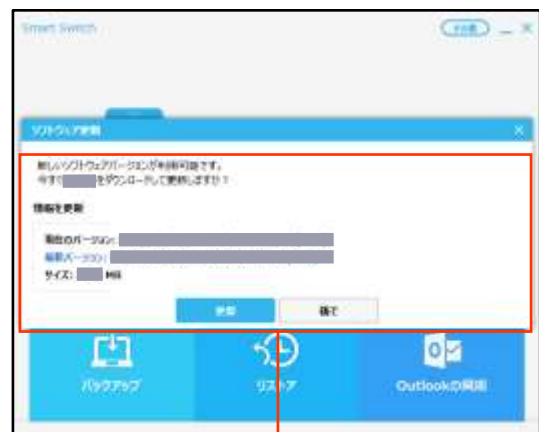 Smart Switch
その他
ソフトウェア更新
新しいソフトウェアバージョンが利用可能です。
今すぐ をダウンロードして更新しますか？
情報を更新
現在のバージョン:
最新バージョン:
サイズ: MB
更新 後で
バックアップ リストア Outlookの同期